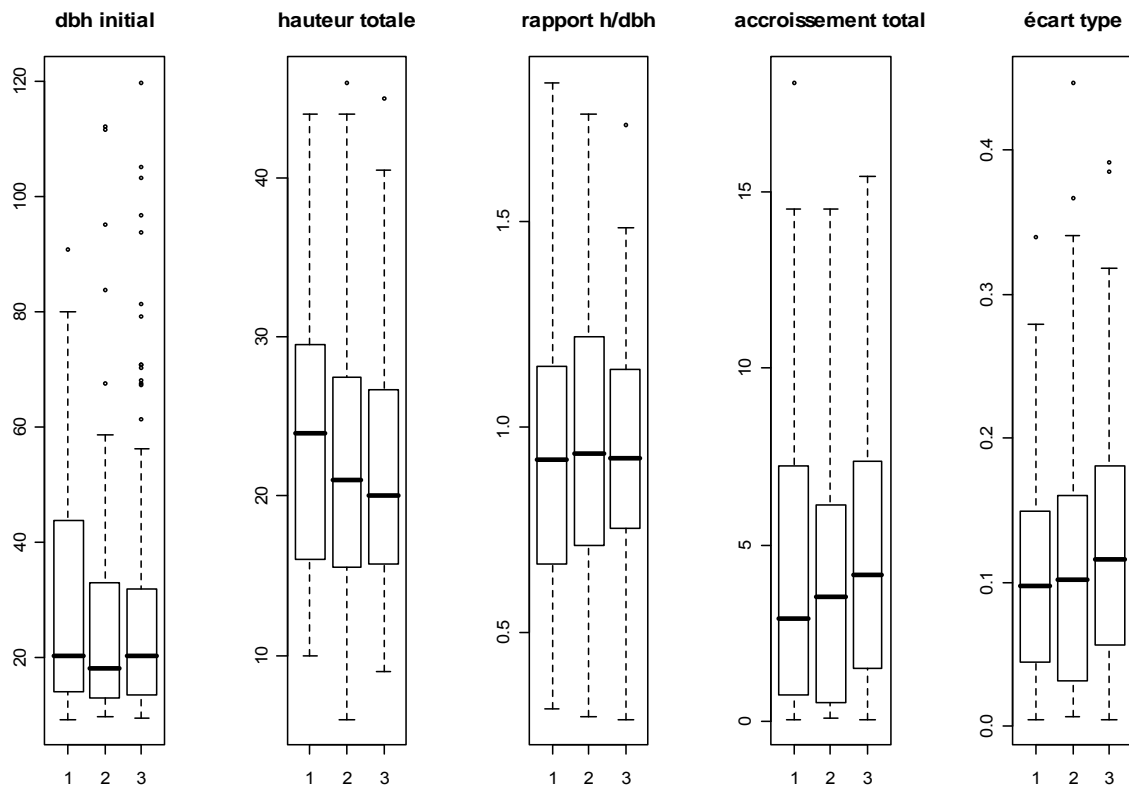 dbh initial
120
100
80
60
40
20
1 2 3
hauteur totale
40
30
20
10
1 2 3
rapport h/dbh
1.5
1.0
0.5
1 2 3
accroissement total
15
10
5
0
1 2 3
écart type
0.4
0.3
0.2
0.1
0.0
1 2 3